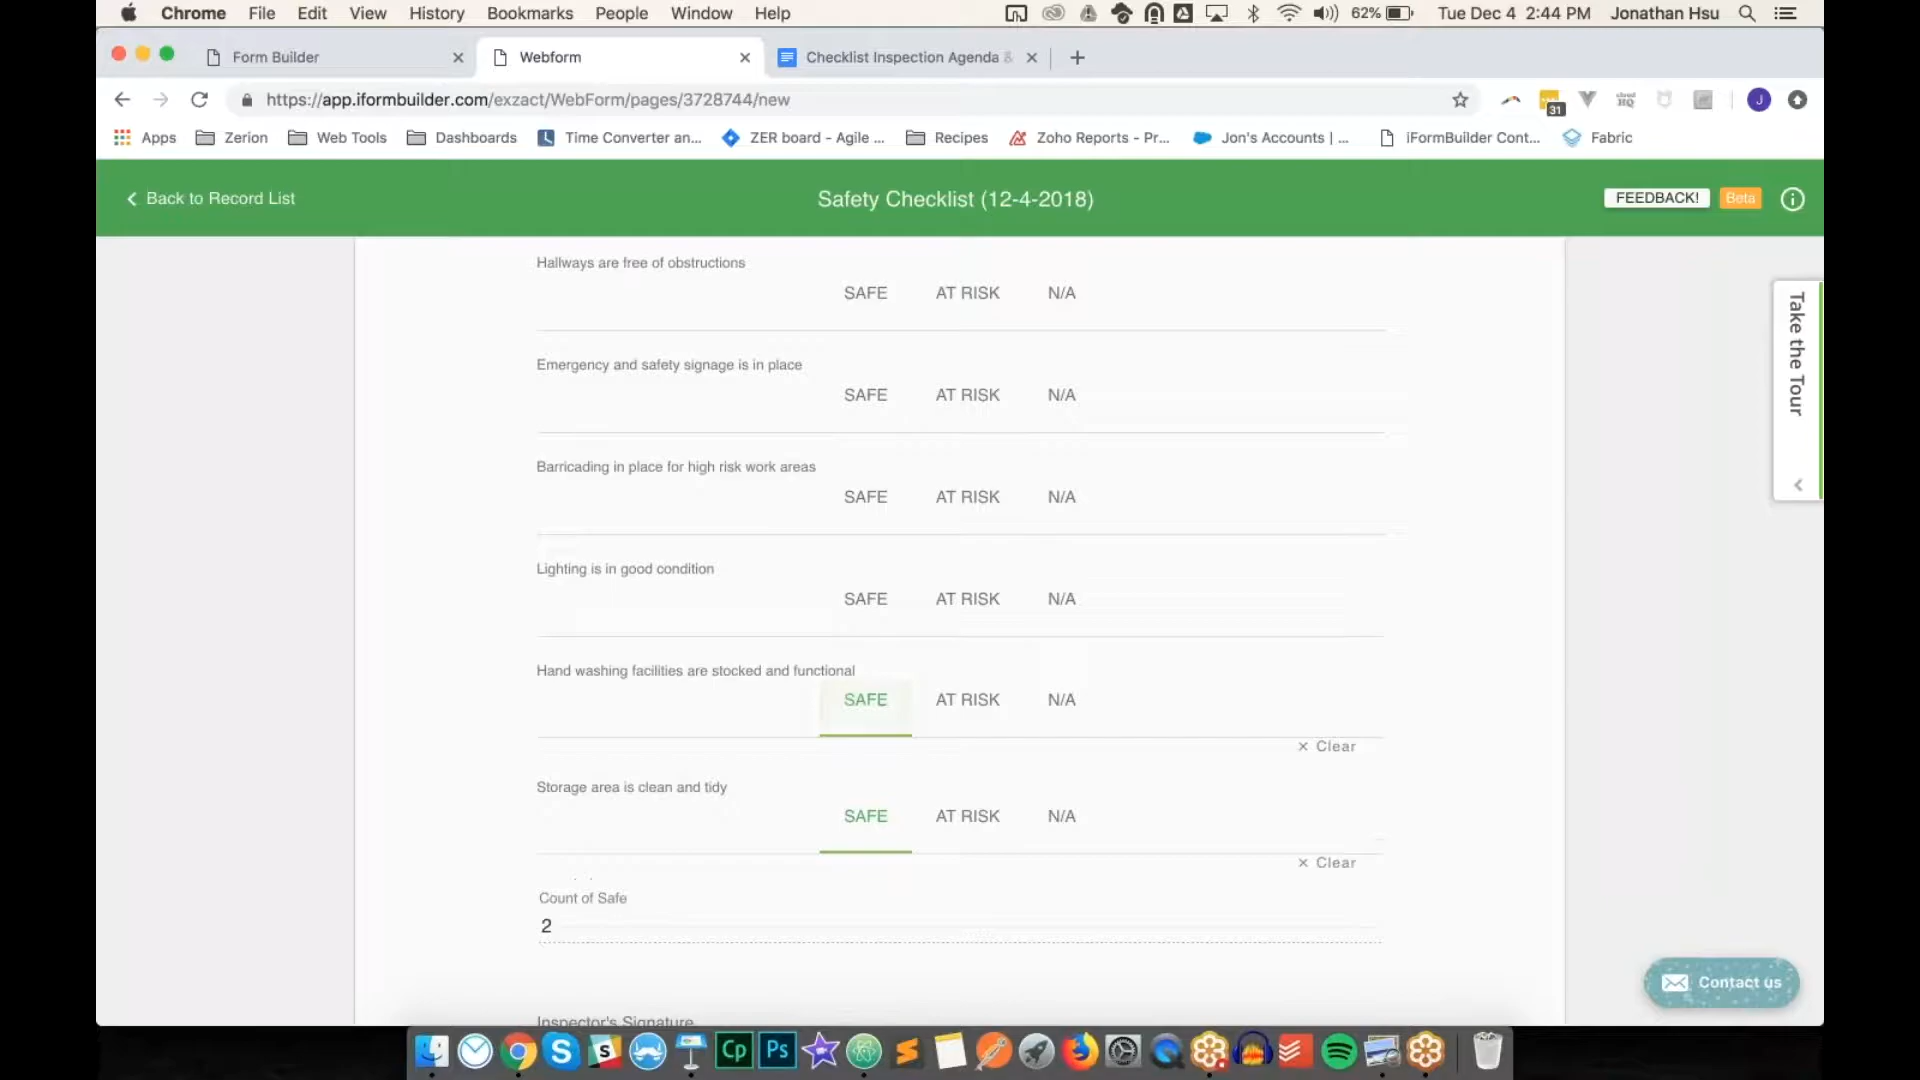 Chrome File Edit View History Bookmarks People Window Help 62% Tue Dec 4 2:44 PM Jonathan Hsu
Form Builder Webform Checklist Inspection Agenda &
https://app.iformbuilder.com/exzact/WebForm/pages/3728744/new 31 cloud HQ J
Apps Zerion Web Tools Dashboards Time Converter an... ZER board - Agile ... Recipes Zoho Reports - Pr... Jon's Accounts | ... iFormBuilder Cont... Fabric
Back to Record List Safety Checklist (12-4-2018) FEEDBACK! Beta
Hallways are free of obstructions
SAFE AT RISK N/A
Take the Tour
Emergency and safety signage is in place
SAFE AT RISK N/A
Barricading in place for high risk work areas
SAFE AT RISK N/A
Lighting is in good condition
SAFE AT RISK N/A
Hand washing facilities are stocked and functional
SAFE AT RISK N/A
× Clear
Storage area is clean and tidy
SAFE AT RISK N/A
× Clear
Count of Safe
2
Contact us
Inspector's Signature
S S Cp Ps